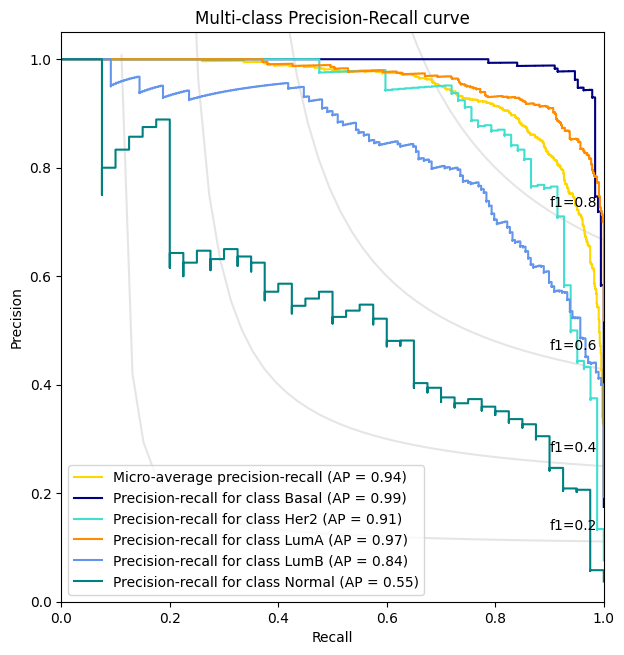 Multi-class Precision-Recall curve
Precision
1.0
0.8
0.6
0.4
0.2
0.0
f1=0.8
f1=0.6
f1=0.4
f1=0.2
Micro-average precision-recall (AP = 0.94)
Precision-recall for class Basal (AP = 0.99)
Precision-recall for class Her2 (AP = 0.91)
Precision-recall for class LumA (AP = 0.97)
Precision-recall for class LumB (AP = 0.84)
Precision-recall for class Normal (AP = 0.55)
0.0 0.2 0.4 0.6 0.8 1.0
Recall